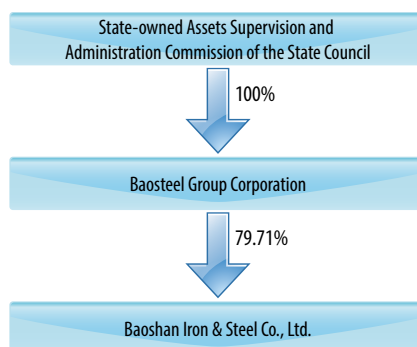 State-owned Assets Supervision and
Administration Commission of the State Council
100%
Baosteel Group Corporation
79.71%
Baoshan Iron & Steel Co., Ltd.